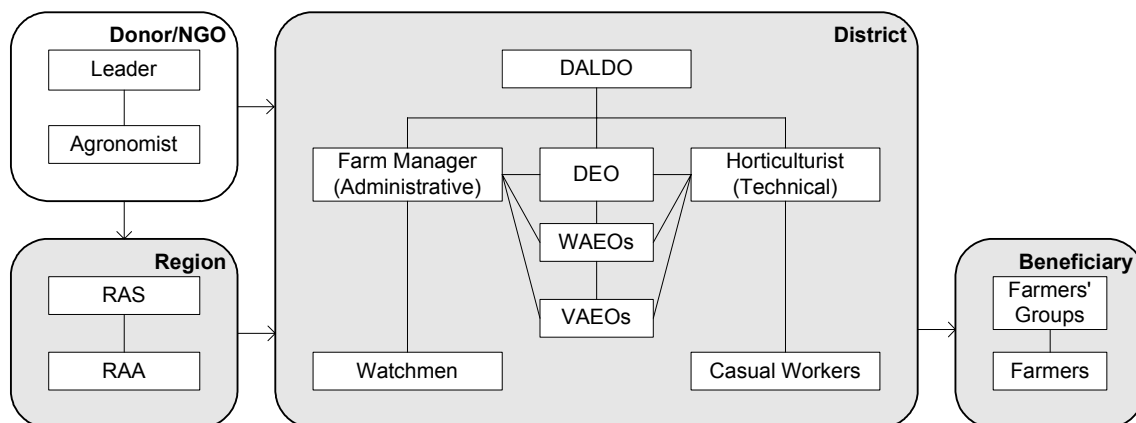 Donor/NGO
Leader
Agronomist
Region
RAS
RAA
District
DALDO
Farm Manager
(Administrative)
DEO
Horticulturist
(Technical)
WAEOs
VAEOs
Watchmen
Casual Workers
Beneficiary
Farmers'
Groups
Farmers